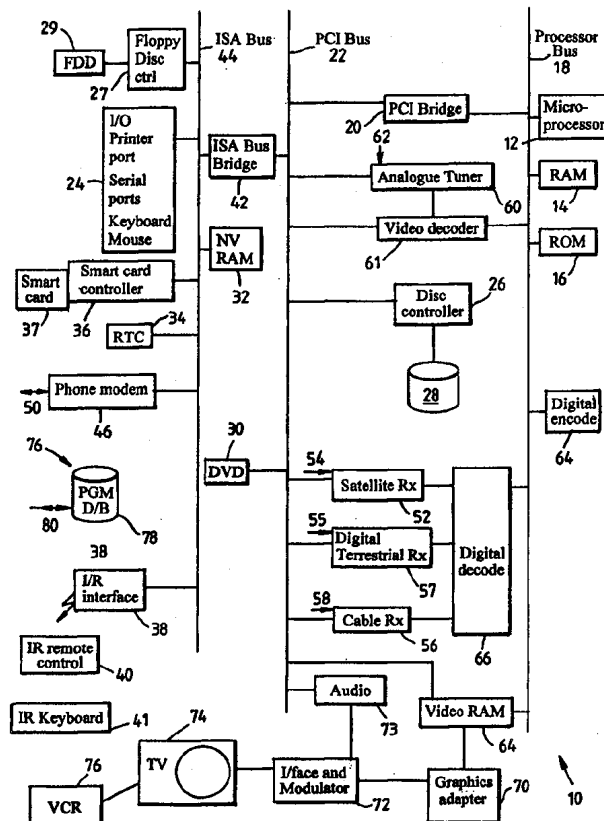 29
FDD
Floppy
Disc
ctrl
27
ISA Bus
44
PCI Bus
22
Processor
Bus
18
I/O
Printer
port
Serial
ports
Keyboard
Mouse
24
ISA Bus
Bridge
42
PCI Bridge
20
Micro-
processor
12
62
Analogue Tuner
60
RAM
14
Video decoder
61
ROM
16
NV
RAM
32
Smart card
controller
36
Smart
card
37
34
RTC
Disc
controller
26
28
50
Phone modem
46
Digital
encode
64
30
DVD
54
Satellite Rx
52
76
PGM
D/B
80
78
55
Digital
Terrestrial Rx
57
Digital
decode
66
38
I/R
interface
38
58
Cable Rx
56
IR remote
control
40
IR Keyboard
41
Audio
73
Video RAM
64
74
TV
76
VCR
I/face and
Modulator
72
Graphics
adapter
70
10